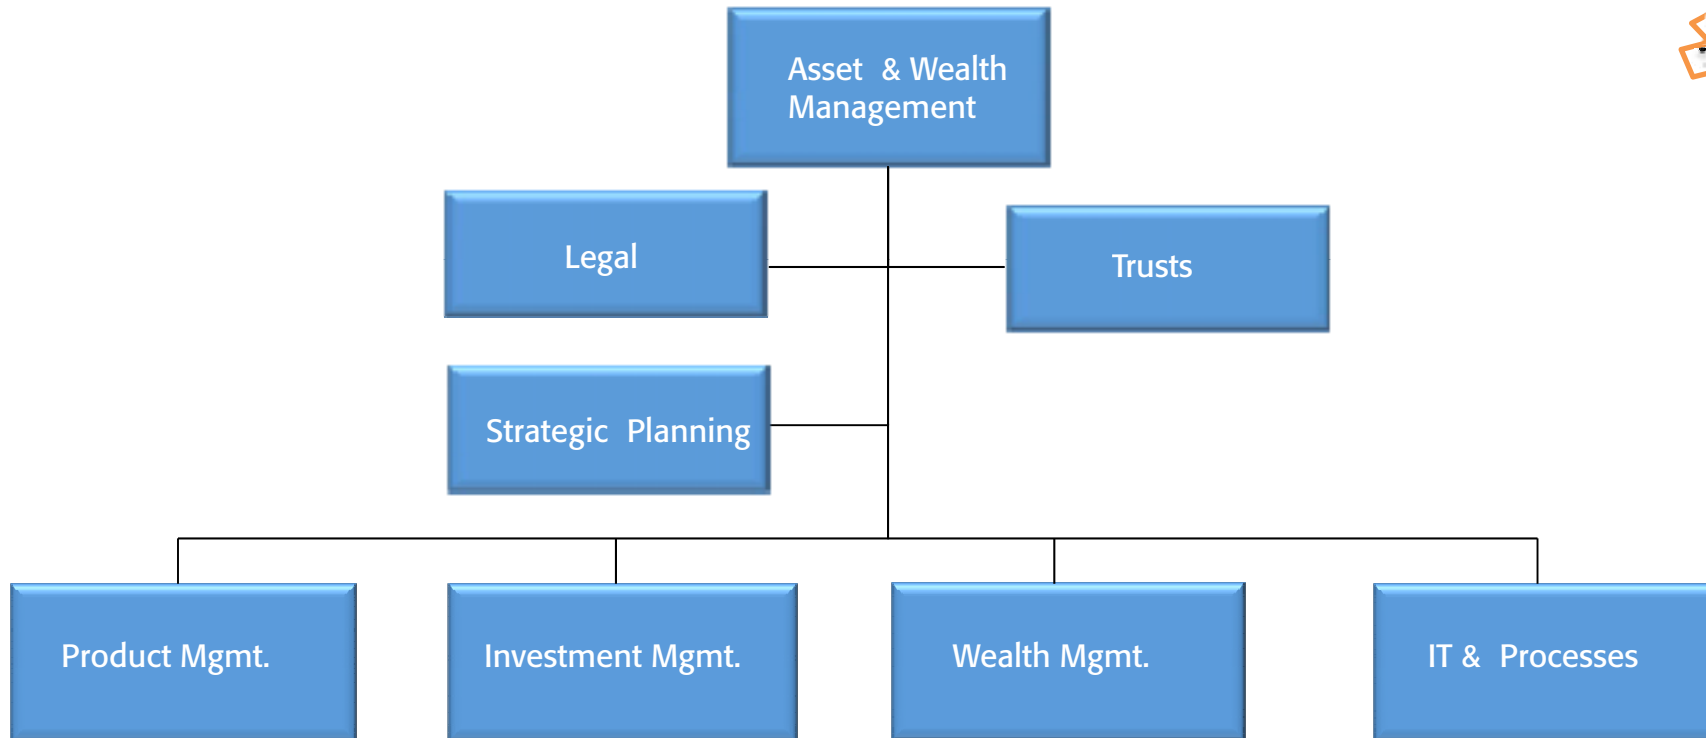 Asset & Wealth
Management
Legal
Trusts
Strategic Planning
Product Mgmt.
Investment Mgmt.
Wealth Mgmt.
IT & Processes